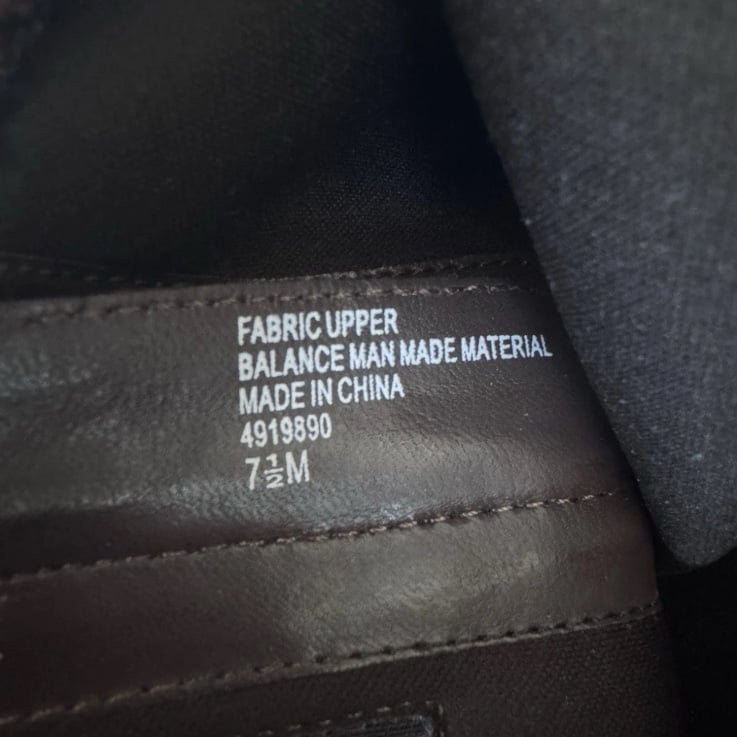 FABRIC UPPER
BALANCE MAN MADE MATERIAL
MADE IN CHINA
4919890
7½M